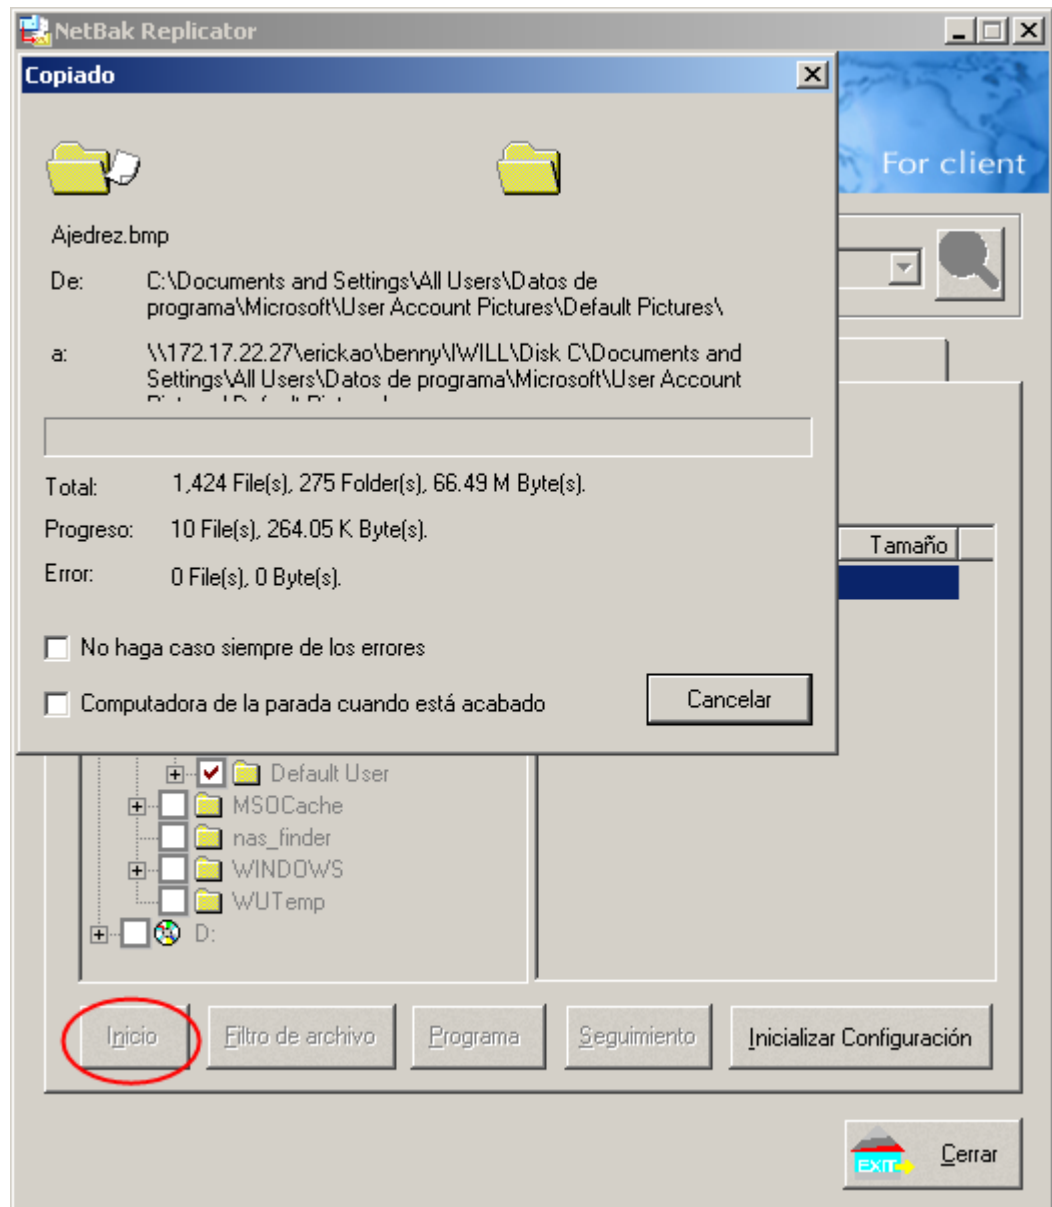 NetBak Replicator
Copiado
For client
Ajedrez.bmp
De: C:\Documents and Settings\All Users\Datos de
programa\Microsoft\User Account Pictures\Default Pictures\
a: \\172.17.22.27\erickao\benny\IWILL\Disk C\Documents and
Settings\All Users\Datos de programa\Microsoft\User Account
Total: 1,424 File(s), 275 Folder(s), 66.49 M Byte(s).
Progreso: 10 File(s), 264.05 K Byte(s).
Error: 0 File(s), 0 Byte(s).
Tamaño
No haga caso siempre de los errores
Computadora de la parada cuando está acabado
Cancelar
Default User
MSOCache
nas_finder
WINDOWS
WUTemp
D:
Inicio
Filtro de archivo
Programa
Seguimiento
Inicializar Configuración
EXIT
Cerrar